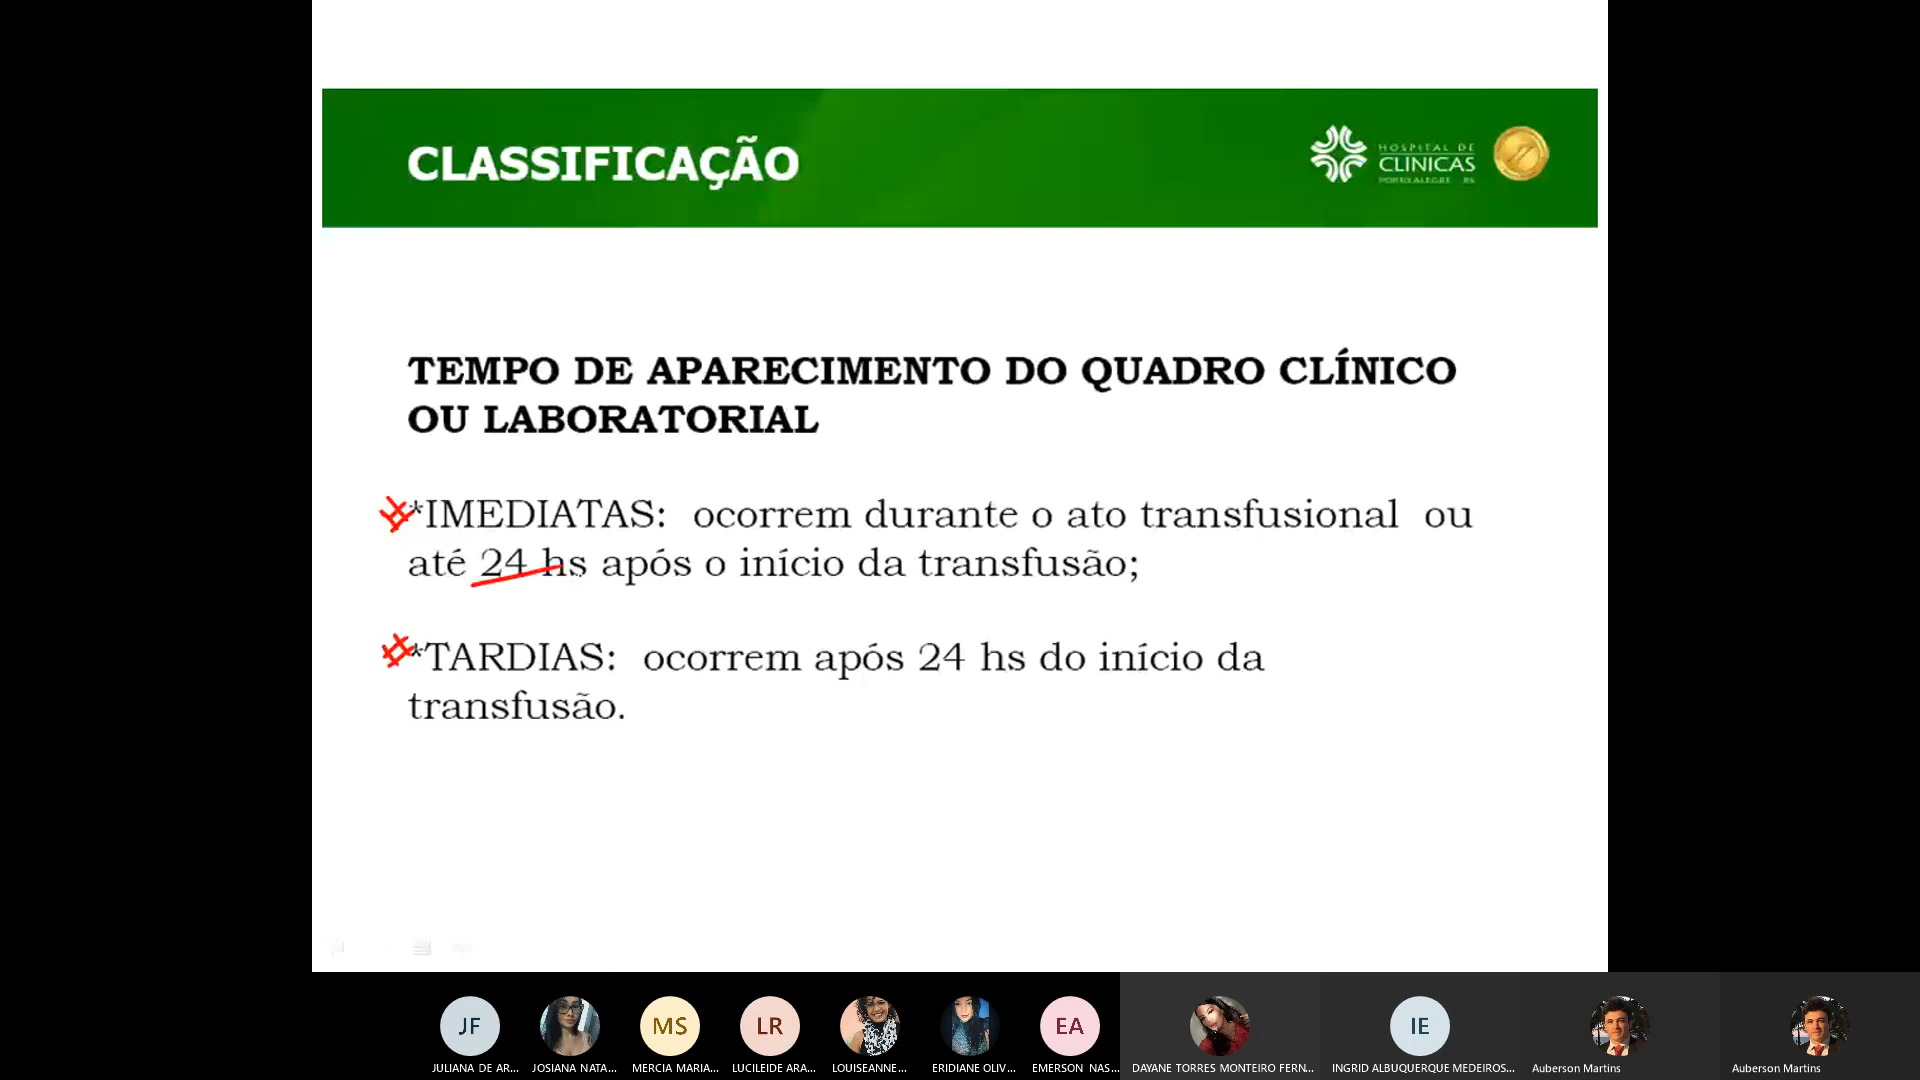 CLASSIFICAÇÃO
HOSPITAL DE
CLINICAS
PORTO ALEGRE RS
TEMPO DE APARECIMENTO DO QUADRO CLÍNICO
OU LABORATORIAL
*IMEDIATAS: ocorrem durante o ato transfusional ou
até 24 hs após o início da transfusão;
*TARDIAS: ocorrem após 24 hs do início da
transfusão.
JF MS LR EA IE
JULIANA DE AR... JOSIANA NATA... MERCIA MARIA... LUCILEIDE ARA... LOUISEANNE... ERIDIANE OLIV... EMERSON NAS... DAYANE TORRES MONTEIRO FERN... INGRID ALBUQUERQUE MEDEIROS... Auberson Martins Auberson Martins